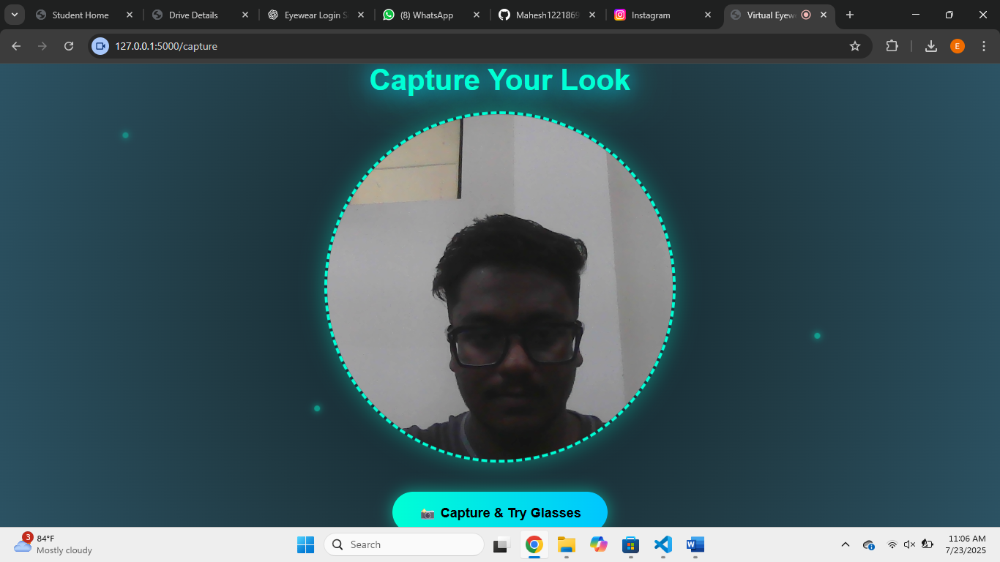 Student Home
Drive Details
Eyewear Login S
(8) WhatsApp
Mahesh1221869
Instagram
Virtual Eyew
127.0.0.1:5000/capture
E
Capture Your Look
Capture & Try Glasses
3
84°F
Mostly cloudy
Search
11:06 AM
7/23/2025